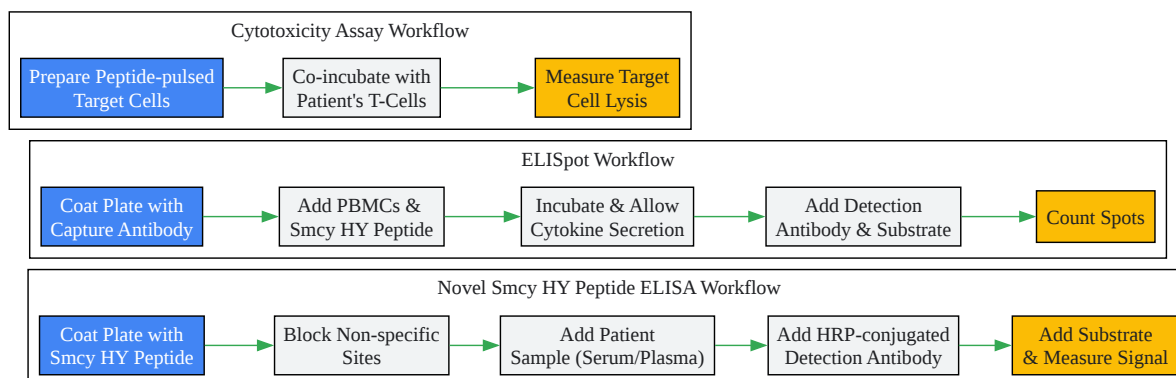 Cytotoxicity Assay Workflow
Prepare Peptide-pulsed
Target Cells
Co-incubate with
Patient's T-Cells
Measure Target
Cell Lysis
ELISpot Workflow
Coat Plate with
Capture Antibody
Add PBMCs &
Smcy HY Peptide
Incubate & Allow
Cytokine Secretion
Add Detection
Antibody & Substrate
Count Spots
Novel Smcy HY Peptide ELISA Workflow
Coat Plate with
Smcy HY Peptide
Block Non-specific
Sites
Add Patient
Sample (Serum/Plasma)
Add HRP-conjugated
Detection Antibody
Add Substrate
& Measure Signal